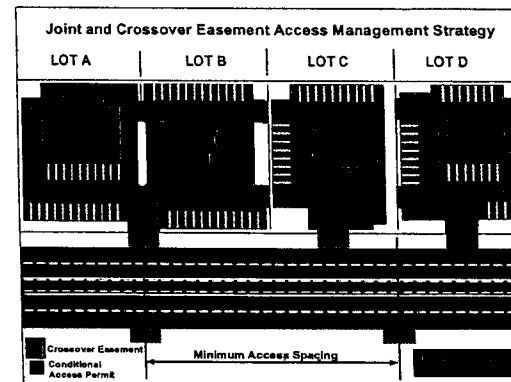 Joint and Crossover Easement Access Management Strategy
LOT A LOT B LOT C LOT D
Crossover Easement
Conditional
Access Permit
Minimum Access Spacing